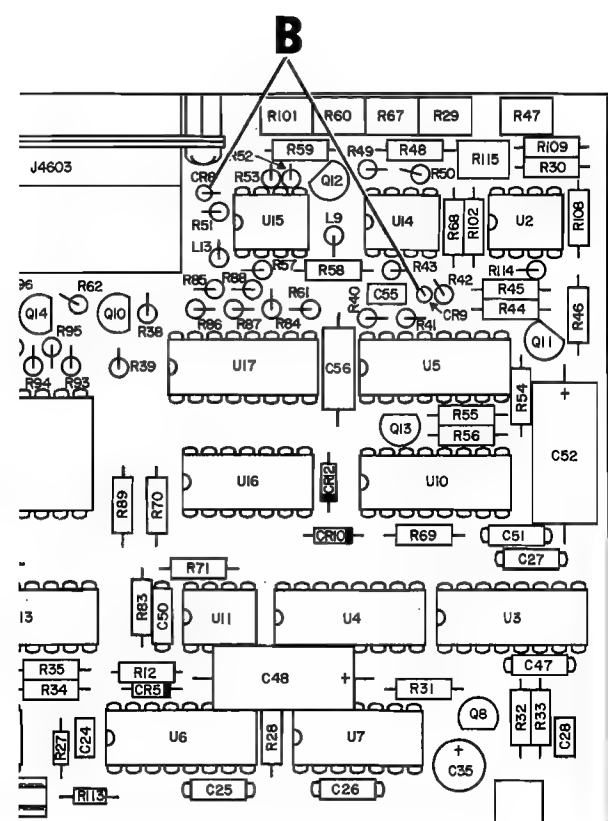 B
R101 R60 R67 R29 R47
R59 R49 R48 R115 R109
R30
J4603
R53 Q12 R50
CR8
U15 U14 R68 R102 U2 R108
R51
L9
L13
R57 R58 R43 R42 R114
R85 R88 C55 R45
R62 R61 R40 R44 R46
Q14 Q10 R38 R86 R87 R84 R41 CR9 Q11
R95
R94 R93 R39 U17 C56 U5 R54
R55
Q13 R56
C52
U16 CR12 U10
R89 R70
CR10 R69 C51
C27
R71
R83 C50 U11 U4 U3
R35 R12 C48 + C47
R34 CR5 R31
R32 R33
Q8 C28
R27 C24 U6 R28 U7
+
C35
R113 C25 C26
+